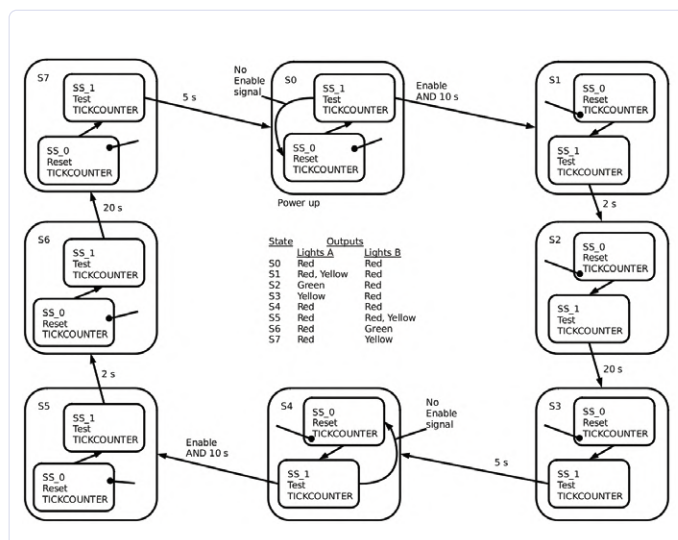 S7
SS_1
Test
TICKCOUNTER
SS_0
Reset
TICKCOUNTER
5 s
No
Enable
signal
S0
SS_1
Test
TICKCOUNTER
SS_0
Reset
TICKCOUNTER
Power up
Enable
AND 10 s
S1
SS_0
Reset
TICKCOUNTER
SS_1
Test
TICKCOUNTER
2 s
S2
SS_0
Reset
TICKCOUNTER
SS_1
Test
TICKCOUNTER
20 s
20 s
S6
SS_1
Test
TICKCOUNTER
SS_0
Reset
TICKCOUNTER
State Outputs
Lights A Lights B
S0 Red Red
S1 Red, Yellow Red
S2 Green Red
S3 Yellow Red
S4 Red Red
S5 Red Red, Yellow
S6 Red Green
S7 Red Yellow
2 s
S5
SS_1
Test
TICKCOUNTER
SS_0
Reset
TICKCOUNTER
Enable
AND 10 s
S4
SS_0
Reset
TICKCOUNTER
SS_1
Test
TICKCOUNTER
No
Enable
signal
5 s
S3
SS_0
Reset
TICKCOUNTER
SS_1
Test
TICKCOUNTER